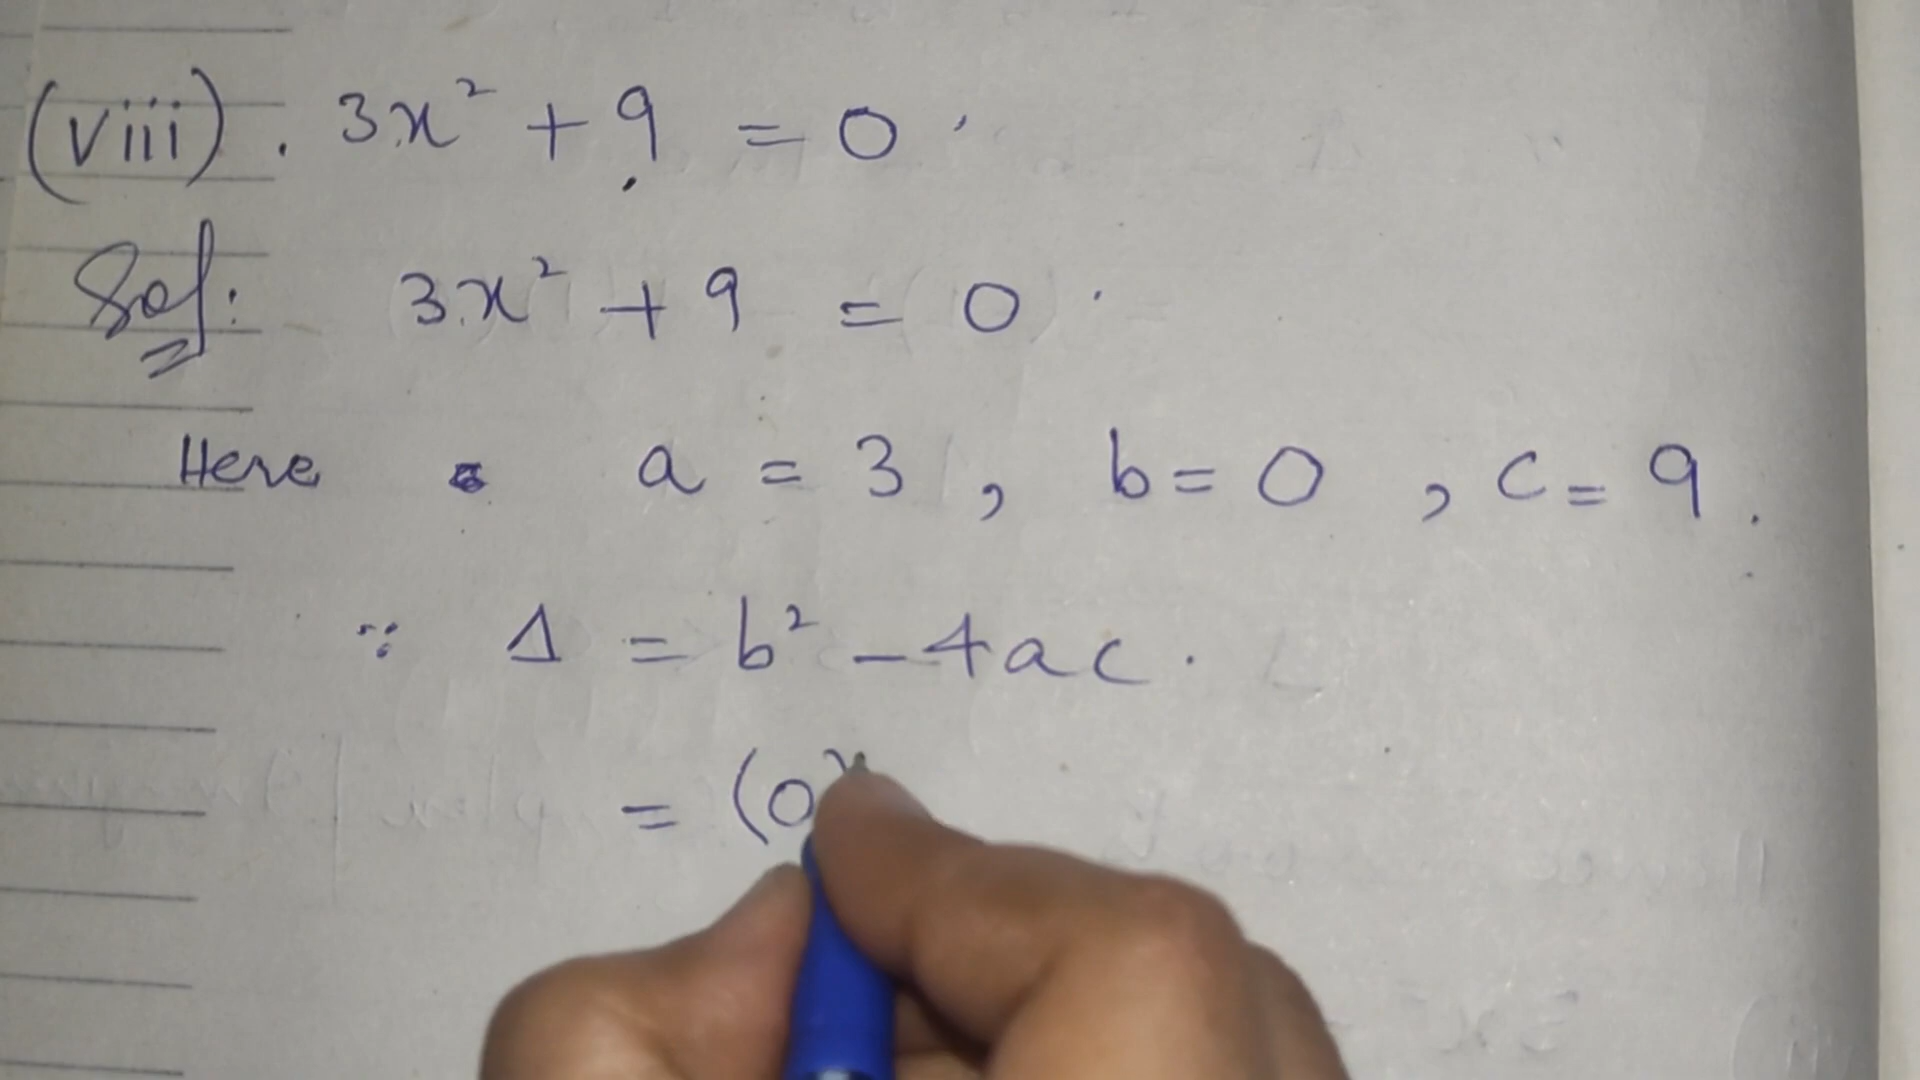 (viii). 3x² + 9 = 0.
Sol: 3x² + 9 = 0.
Here a = 3, b = 0, c = 9.
∵ Δ = b² - 4ac.
= (0)